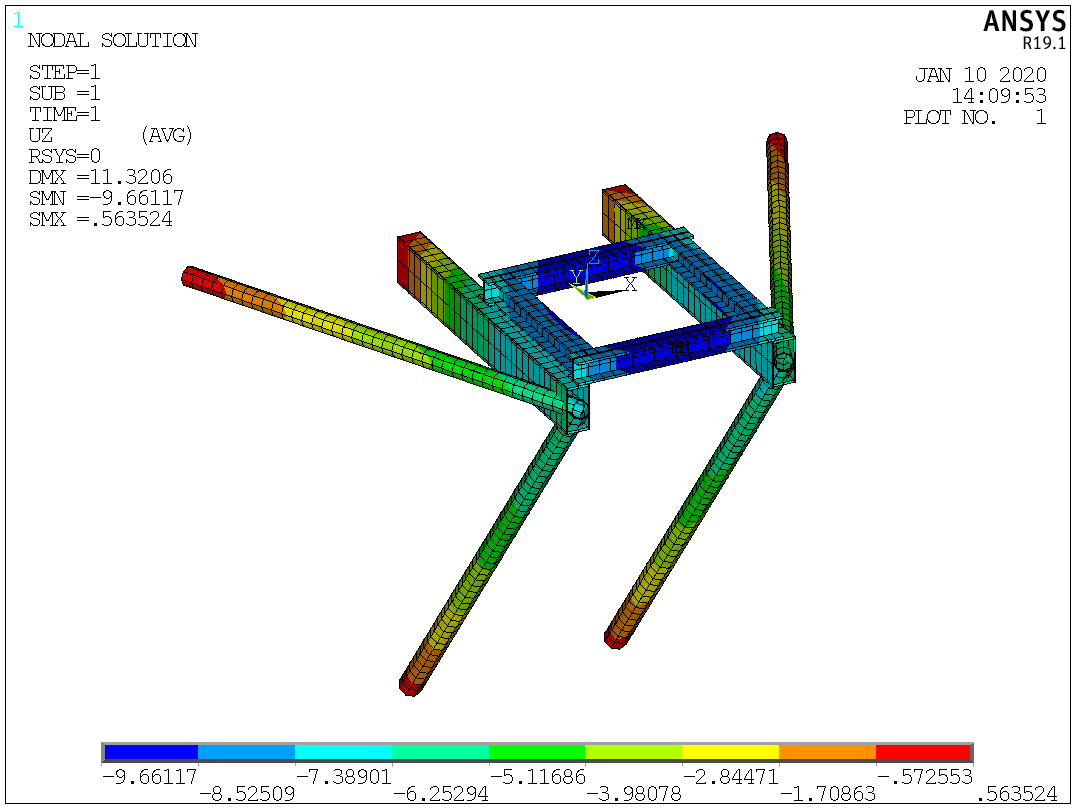 1
ANSYS
R19.1
NODAL SOLUTION
STEP=1
SUB =1
TIME=1
UZ (AVG)
RSYS=0
DMX =11.3206
SMN =-9.66117
SMX =.563524
JAN 10 2020
14:09:53
PLOT NO. 1
MX
Z
Y
X
-9.66117
-8.52509
-7.38901
-6.25294
-5.11686
-3.98078
-2.84471
-1.70863
-.572553
.563524